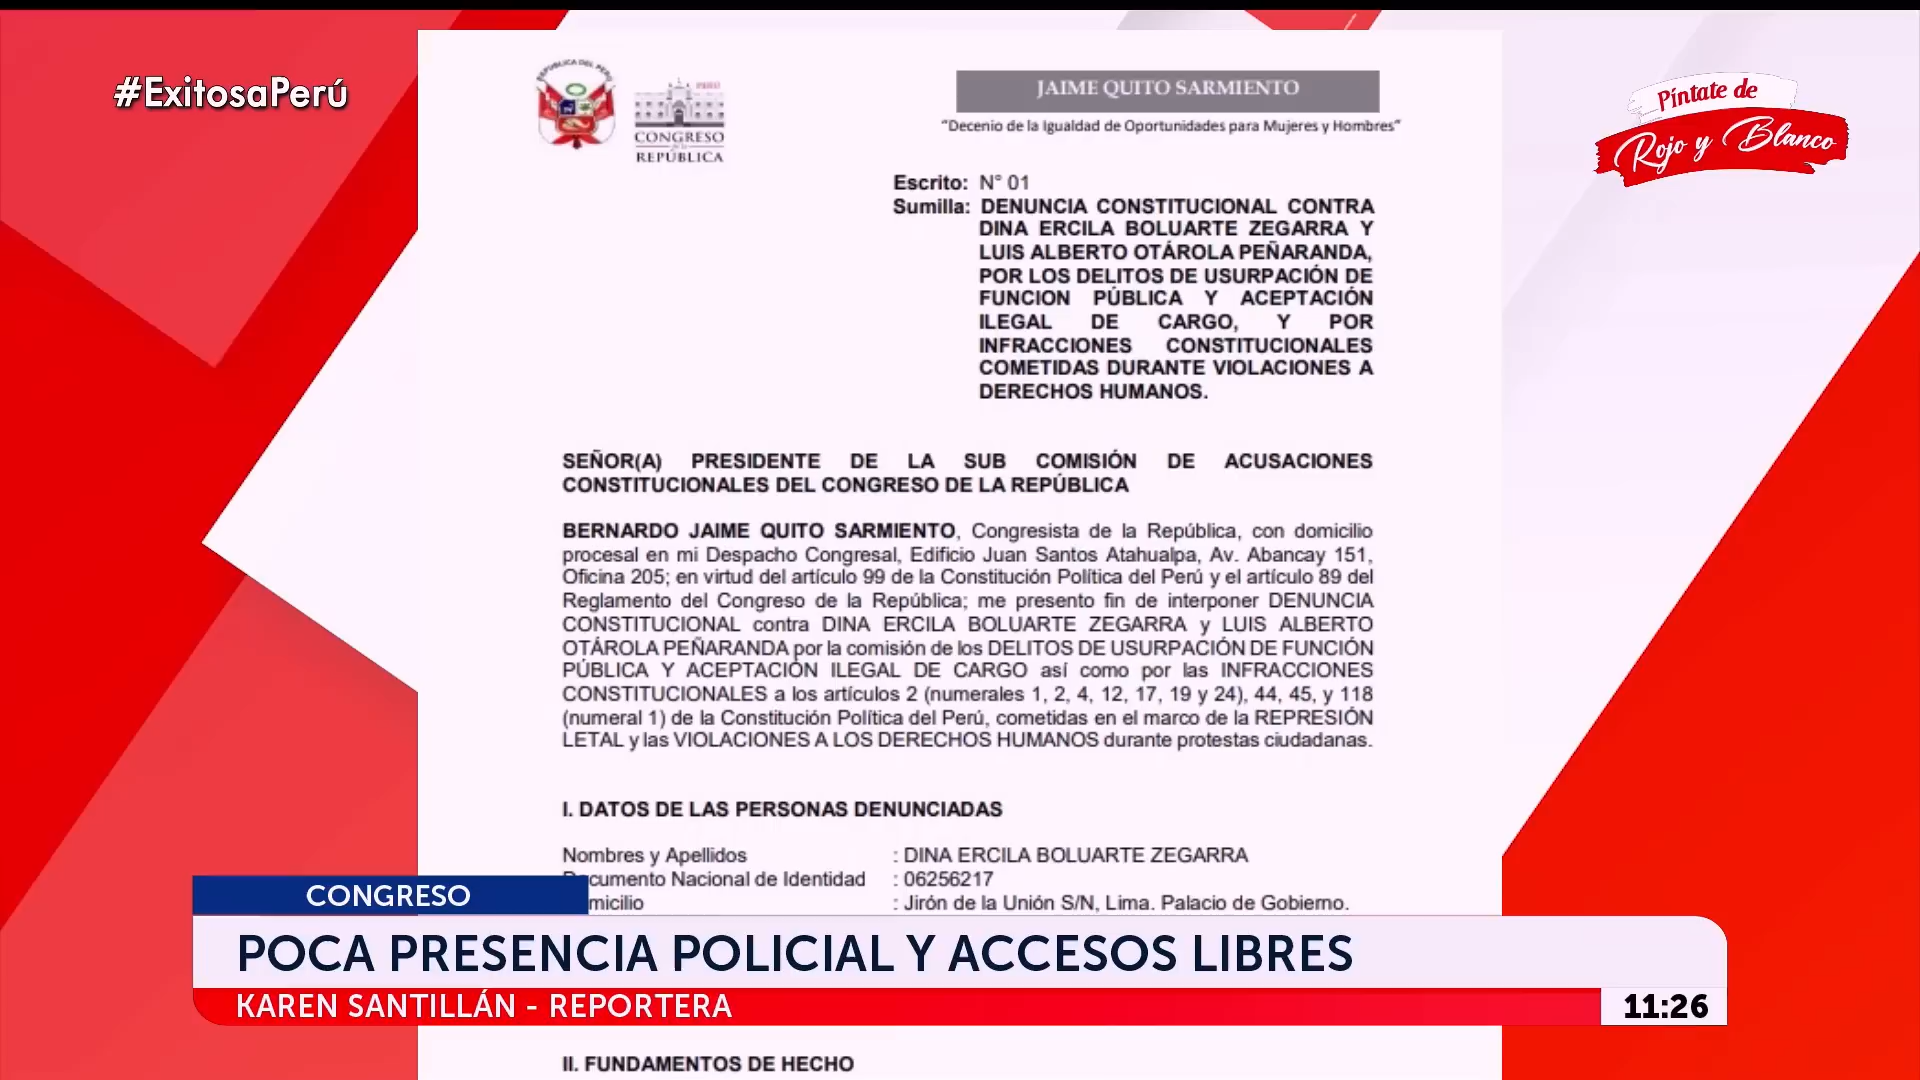 #ExitosaPerú
Píntate de
Rojo y Blanco
REPÚBLICA DEL PERÚ
PERÚ
CONGRESO
de la
REPÚBLICA
JAIME QUITO SARMIENTO
“Decenio de la Igualdad de Oportunidades para Mujeres y Hombres”
Escrito: N° 01
Sumilla: DENUNCIA CONSTITUCIONAL CONTRA
DINA ERCILA BOLUARTE ZEGARRA Y
LUIS ALBERTO OTÁROLA PEÑARANDA,
POR LOS DELITOS DE USURPACIÓN DE
FUNCION PÚBLICA Y ACEPTACIÓN
ILEGAL DE CARGO, Y POR
INFRACCIONES CONSTITUCIONALES
COMETIDAS DURANTE VIOLACIONES A
DERECHOS HUMANOS.
SEÑOR(A) PRESIDENTE DE LA SUB COMISIÓN DE ACUSACIONES
CONSTITUCIONALES DEL CONGRESO DE LA REPÚBLICA
BERNARDO JAIME QUITO SARMIENTO, Congresista de la República, con domicilio
procesal en mi Despacho Congresal, Edificio Juan Santos Atahualpa, Av. Abancay 151,
Oficina 205; en virtud del artículo 99 de la Constitución Política del Perú y el artículo 89 del
Reglamento del Congreso de la República; me presento fin de interponer DENUNCIA
CONSTITUCIONAL contra DINA ERCILA BOLUARTE ZEGARRA y LUIS ALBERTO
OTÁROLA PEÑARANDA por la comisión de los DELITOS DE USURPACIÓN DE FUNCIÓN
PÚBLICA Y ACEPTACIÓN ILEGAL DE CARGO así como por las INFRACCIONES
CONSTITUCIONALES a los artículos 2 (numerales 1, 2, 4, 12, 17, 19 y 24), 44, 45, y 118
(numeral 1) de la Constitución Política del Perú, cometidas en el marco de la REPRESIÓN
LETAL y las VIOLACIONES A LOS DERECHOS HUMANOS durante protestas ciudadanas.
I. DATOS DE LAS PERSONAS DENUNCIADAS
Nombres y Apellidos : DINA ERCILA BOLUARTE ZEGARRA
Documento Nacional de Identidad : 06256217
micilio : Jirón de la Unión S/N, Lima. Palacio de Gobierno.
CONGRESO
POCA PRESENCIA POLICIAL Y ACCESOS LIBRES
KAREN SANTILLÁN - REPORTERA
11:26
II. FUNDAMENTOS DE HECHO